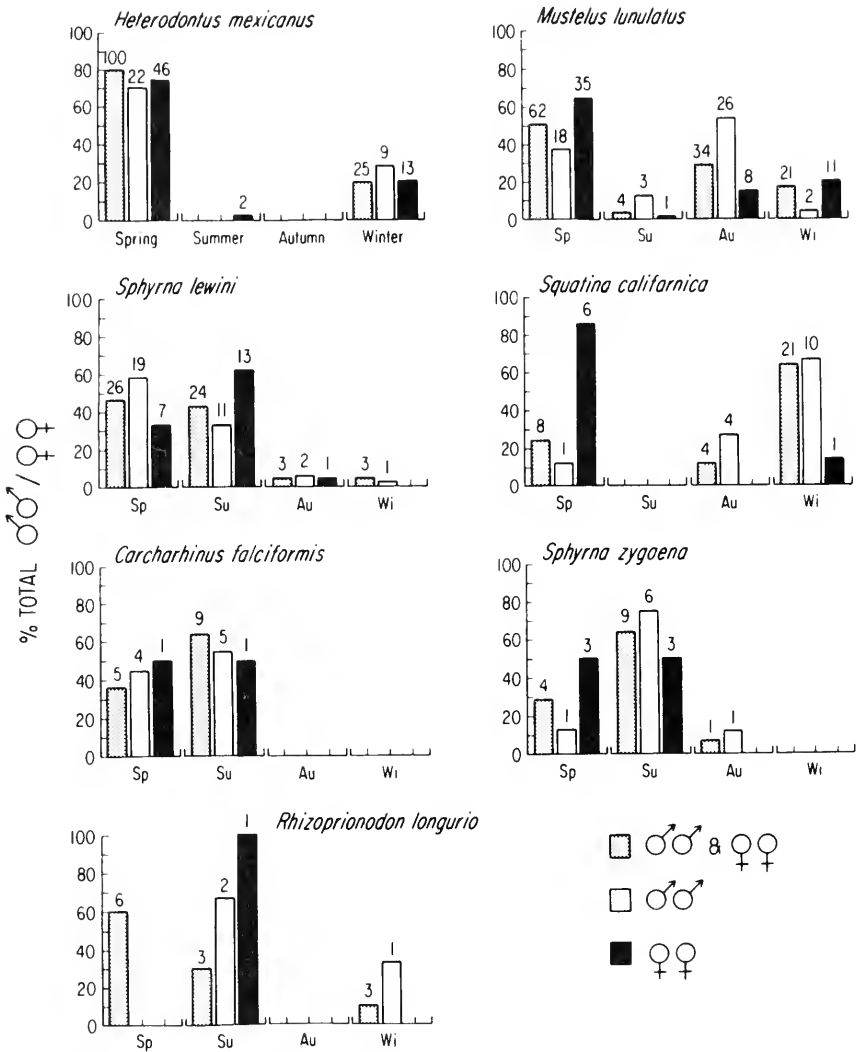 % TOTAL ♂♂/♀♀
Heterodontus mexicanus
100
80
60
40
20
0
100 22 46
2
25 9 13
Spring Summer Autumn Winter
Mustelus lunulatus
100
80
60
40
20
0
62 18 35
4 3 1
34 26 8
21 2 11
Sp Su Au Wi
Sphyrna lewini
100
80
60
40
20
0
26 19 7
24 11 13
3 2 1
3 1
Sp Su Au Wi
Squatina californica
100
80
60
40
20
0
8 1 6
4 4
21 10 1
Sp Su Au Wi
Carcharhinus falciformis
100
80
60
40
20
0
5 4 1
9 5 1
Sp Su Au Wi
Sphyrna zygaena
100
80
60
40
20
0
4 1 3
9 6 3
1 1
Sp Su Au Wi
Rhizoprionodon longurio
100
80
60
40
20
0
6
3 2 1
3 1
Sp Su Au Wi
♂♂ & ♀♀
♂♂
♀♀